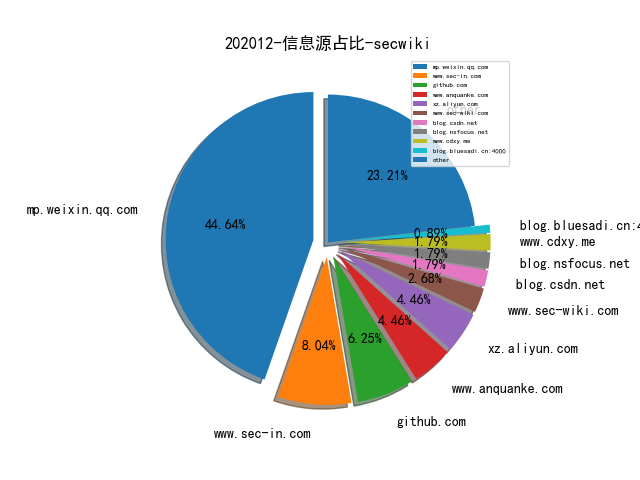 202012-信息源占比-secwiki
mp.weixin.qq.com
www.sec-in.com
github.com
www.anquanke.com
xz.aliyun.com
www.sec-wiki.com
blog.csdn.net
blog.nsfocus.net
www.cdxy.me
blog.bluesadi.cn:4000
other
other
23.21%
44.64%
mp.weixin.qq.com
0.89%
blog.bluesadi.cn:4
1.79%
www.cdxy.me
1.79%
blog.nsfocus.net
1.79%
blog.csdn.net
2.68%
www.sec-wiki.com
4.46%
xz.aliyun.com
4.46%
www.anquanke.com
6.25%
github.com
8.04%
www.sec-in.com